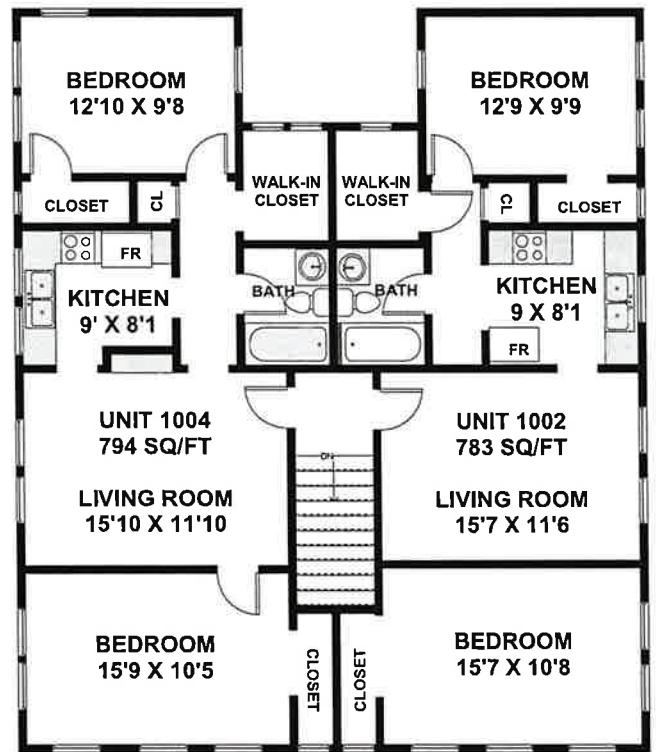 BEDROOM
12'10 X 9'8
BEDROOM
12'9 X 9'9
CLOSET
CL
WALK-IN
CLOSET
WALK-IN
CLOSET
CL
CLOSET
FR
KITCHEN
9' X 8'1
BATH
BATH
KITCHEN
9 X 8'1
FR
UNIT 1004
794 SQ/FT
LIVING ROOM
15'10 X 11'10
DN
UNIT 1002
783 SQ/FT
LIVING ROOM
15'7 X 11'6
BEDROOM
15'9 X 10'5
CLOSET
CLOSET
BEDROOM
15'7 X 10'8